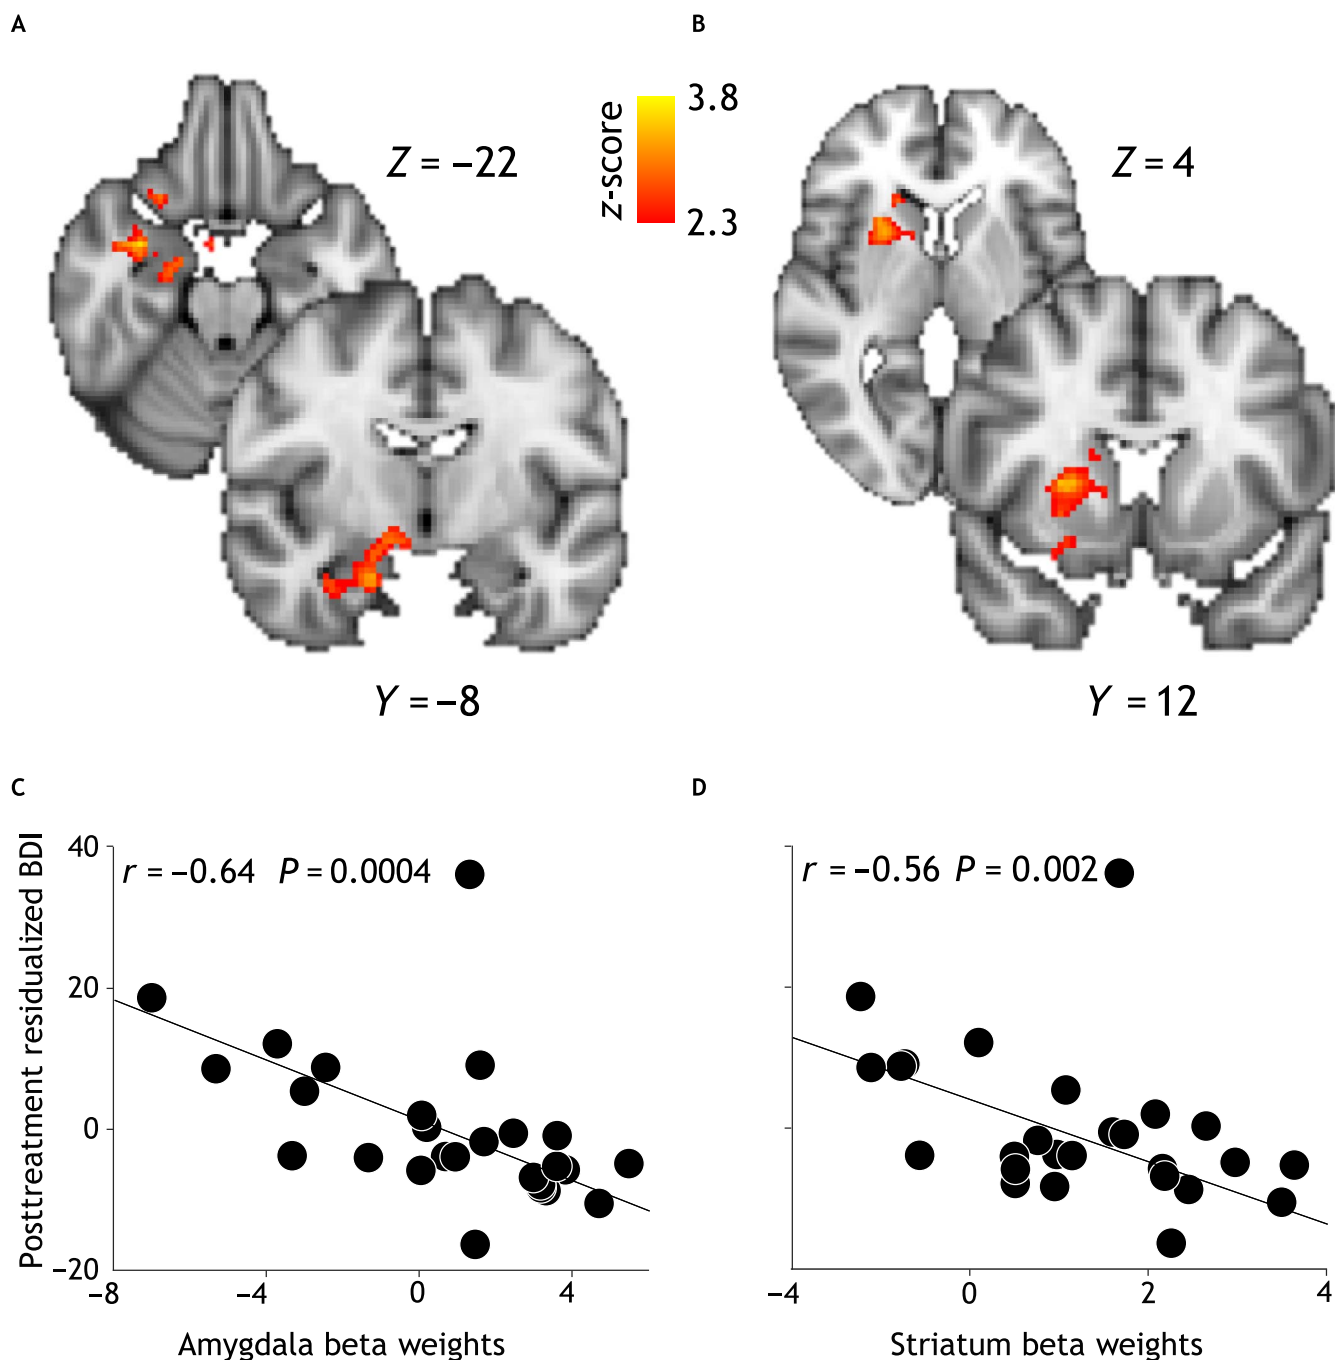 A
B
Z = −22
z-score
3.8
2.3
Z = 4
Y = −8
Y = 12
C
D
Posttreatment residualized BDI
40
20
0
−20
r = −0.64 P = 0.0004
−8
−4
0
4
Amygdala beta weights
r = −0.56 P = 0.002
−4
0
2
4
Striatum beta weights